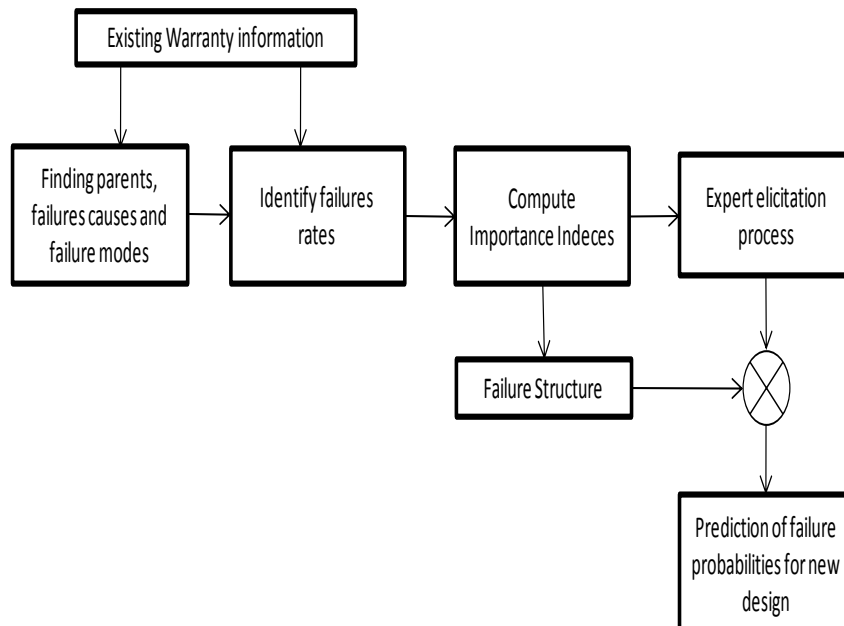 Existing Warranty information
Finding parents,
failures causes and
failure modes
Identify failures
rates
Compute
Importance Indeces
Expert elicitation
process
Failure Structure
Prediction of failure
probabilities for new
design